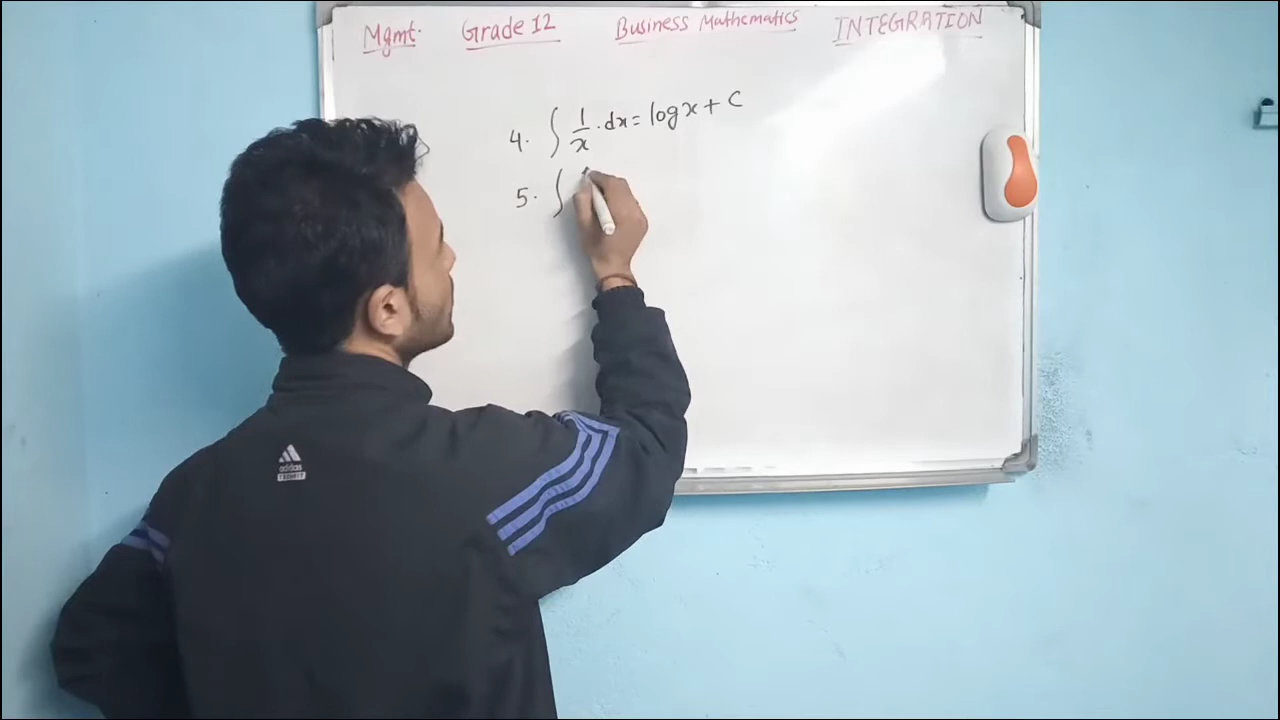 Mgmt. Grade 12 Business Mathematics INTEGRATION
4. ∫ 1/x . dx = log x + C
5. ∫
adidas